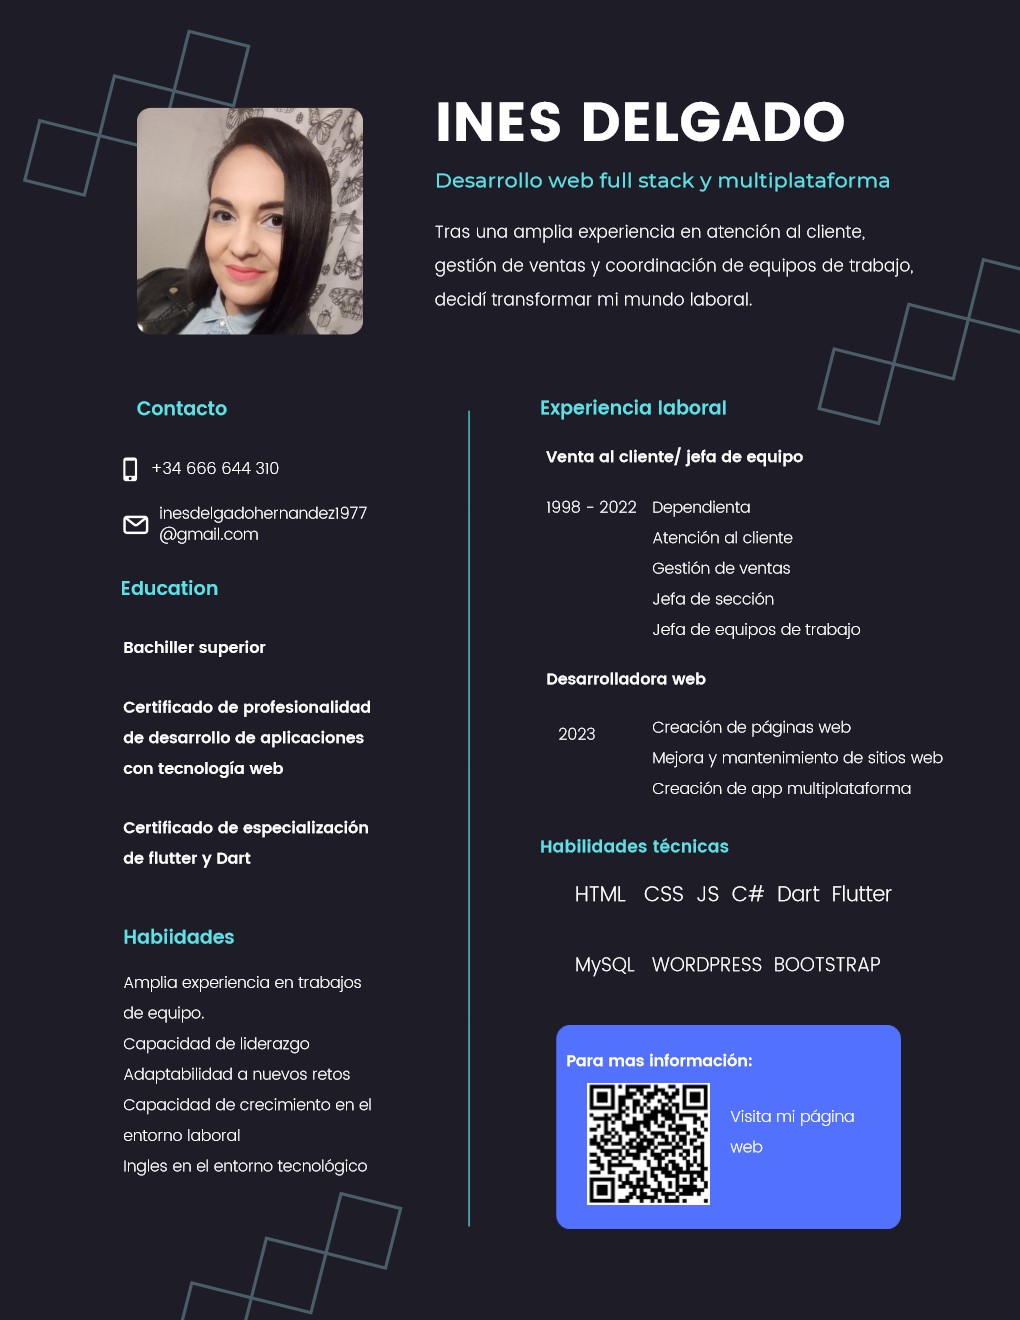 INES DELGADO
Desarrollo web full stack y multiplataforma
Tras una amplia experiencia en atención al cliente,
gestión de ventas y coordinación de equipos de trabajo,
decidí transformar mi mundo laboral.
Contacto
+34 666 644 310
inesdelgadohernandez1977
@gmail.com
Education
Bachiller superior
Certificado de profesionalidad
de desarrollo de aplicaciones
con tecnología web
Certificado de especialización
de flutter y Dart
Habiidades
Amplia experiencia en trabajos
de equipo.
Capacidad de liderazgo
Adaptabilidad a nuevos retos
Capacidad de crecimiento en el
entorno laboral
Ingles en el entorno tecnológico
Experiencia laboral
Venta al cliente/ jefa de equipo
1998 - 2022 Dependienta
Atención al cliente
Gestión de ventas
Jefa de sección
Jefa de equipos de trabajo
Desarrolladora web
2023 Creación de páginas web
Mejora y mantenimiento de sitios web
Creación de app multiplataforma
Habilidades técnicas
HTML CSS JS C# Dart Flutter
MySQL WORDPRESS BOOTSTRAP
Para mas información:
Visita mi página
web